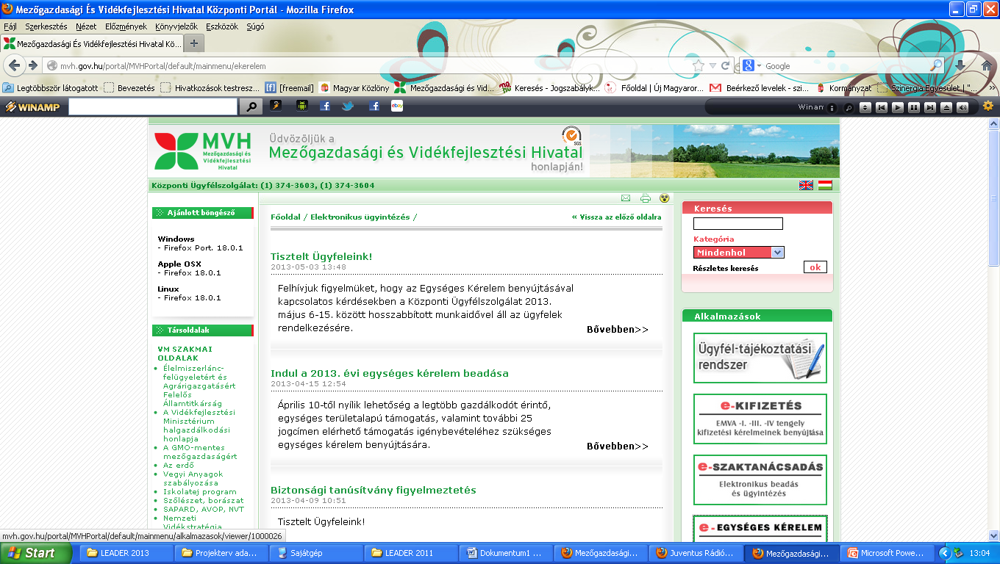 Mezőgazdasági És Vidékfejlesztési Hivatal Központi Portál - Mozilla Firefox
Fájl Szerkesztés Nézet Előzmények Könyvjelzők Eszközök Súgó
Mezőgazdasági És Vidékfejlesztési Hivatal Kö...
mvh.gov.hu/portal/MVHPortal/default/mainmenu/ekerelem
Google
Legtöbbször látogatott Bevezetés Hivatkozások testresz... [freemail] Magyar Közlöny Mezőgazdasági és Vid... Keresés - Jogszabályk... Főoldal | Új Magyaror... Beérkező levelek - szi... Kormányzat Szinergia Egyesület | "... »
WINAMP
ebay
Winam
MVH
Mezőgazdasági és
Vidékfejlesztési
Hivatal
Üdvözöljük a
Mezőgazdasági és Vidékfejlesztési Hivatal
honlapján!
SGS
Központi Ügyfélszolgálat: (1) 374-3603, (1) 374-3604
Ajánlott böngésző
Windows
- Firefox Port. 18.0.1
Apple OSX
- Firefox 18.0.1
Linux
- Firefox 18.0.1
Társoldalak
VM SZAKMAI
OLDALAK
Élelmiszerlánc-
felügyeletért és
Agrárigazgatásért
Felelős
Államtitkárság
A Vidékfejlesztési
Minisztérium
halgazdálkodási
honlapja
A GMO-mentes
mezőgazdaságért
Az erdő
Vegyi Anyagok
szabályozása
Iskolatej program
Szőlészet, borászat
SAPARD, AVOP, NVT
Nemzeti
Vidékstratégia
Főoldal / Elektronikus ügyintézés /
« Vissza az előző oldalra
Tisztelt Ügyfeleink!
2013-05-03 13:48
Felhívjuk figyelmüket, hogy az Egységes Kérelem benyújtásával
kapcsolatos kérdésekben a Központi Ügyfélszolgálat 2013.
május 6-15. között hosszabbított munkaidővel áll az ügyfelek
rendelkezésére.
Bővebben>>
Indul a 2013. évi egységes kérelem beadása
2013-04-15 12:54
Április 10-től nyílik lehetőség a legtöbb gazdálkodót érintő,
egységes területalapú támogatás, valamint további 25
jogcímen elérhető támogatás igénybevételéhez szükséges
egységes kérelem benyújtására.
Bővebben>>
Biztonsági tanúsítvány figyelmeztetés
2013-04-09 10:51
Tisztelt Ügyfeleink!
Keresés
Kategória
Mindenhol
Részletes keresés
ok
Alkalmazások
Ügyfél-tájékoztatási
rendszer
e-KIFIZETÉS
EMVA -I. -III. -IV tengely
kifizetési kérelmeinek benyújtása
e-SZAKTANÁCSADÁS
Elektronikus beadás
és ügyintézés
e - EGYSÉGES KÉRELEM
mvh.gov.hu/portal/MVHPortal/default/mainmenu/alkalmazasok/viewer/1000026
Start
LEADER 2013
Projekterv ada...
Sajátgép
LEADER 2011
Dokumentum1 ...
Mezőgazdasági...
Juventus Rádió...
Mezőgazdasági...
Microsoft Powe...
13:04